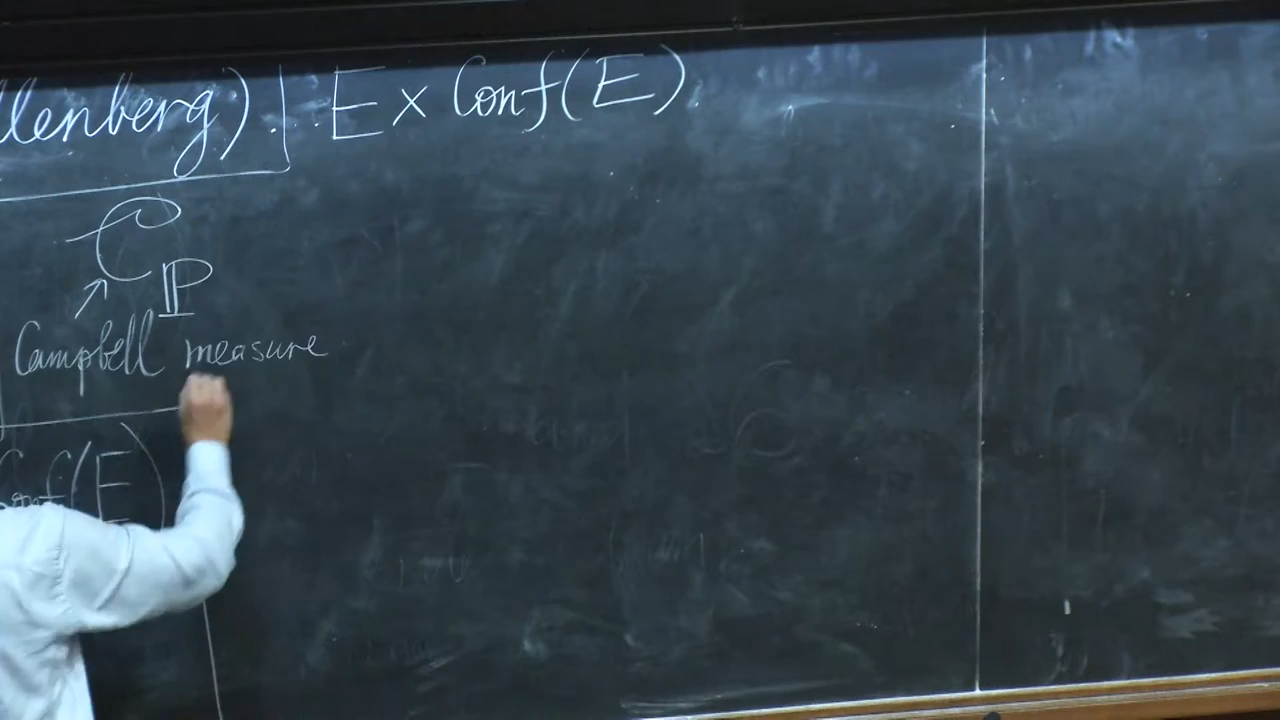 llenberg). E × Conf(E)
C_ℙ
Campbell measure
Conf(E)